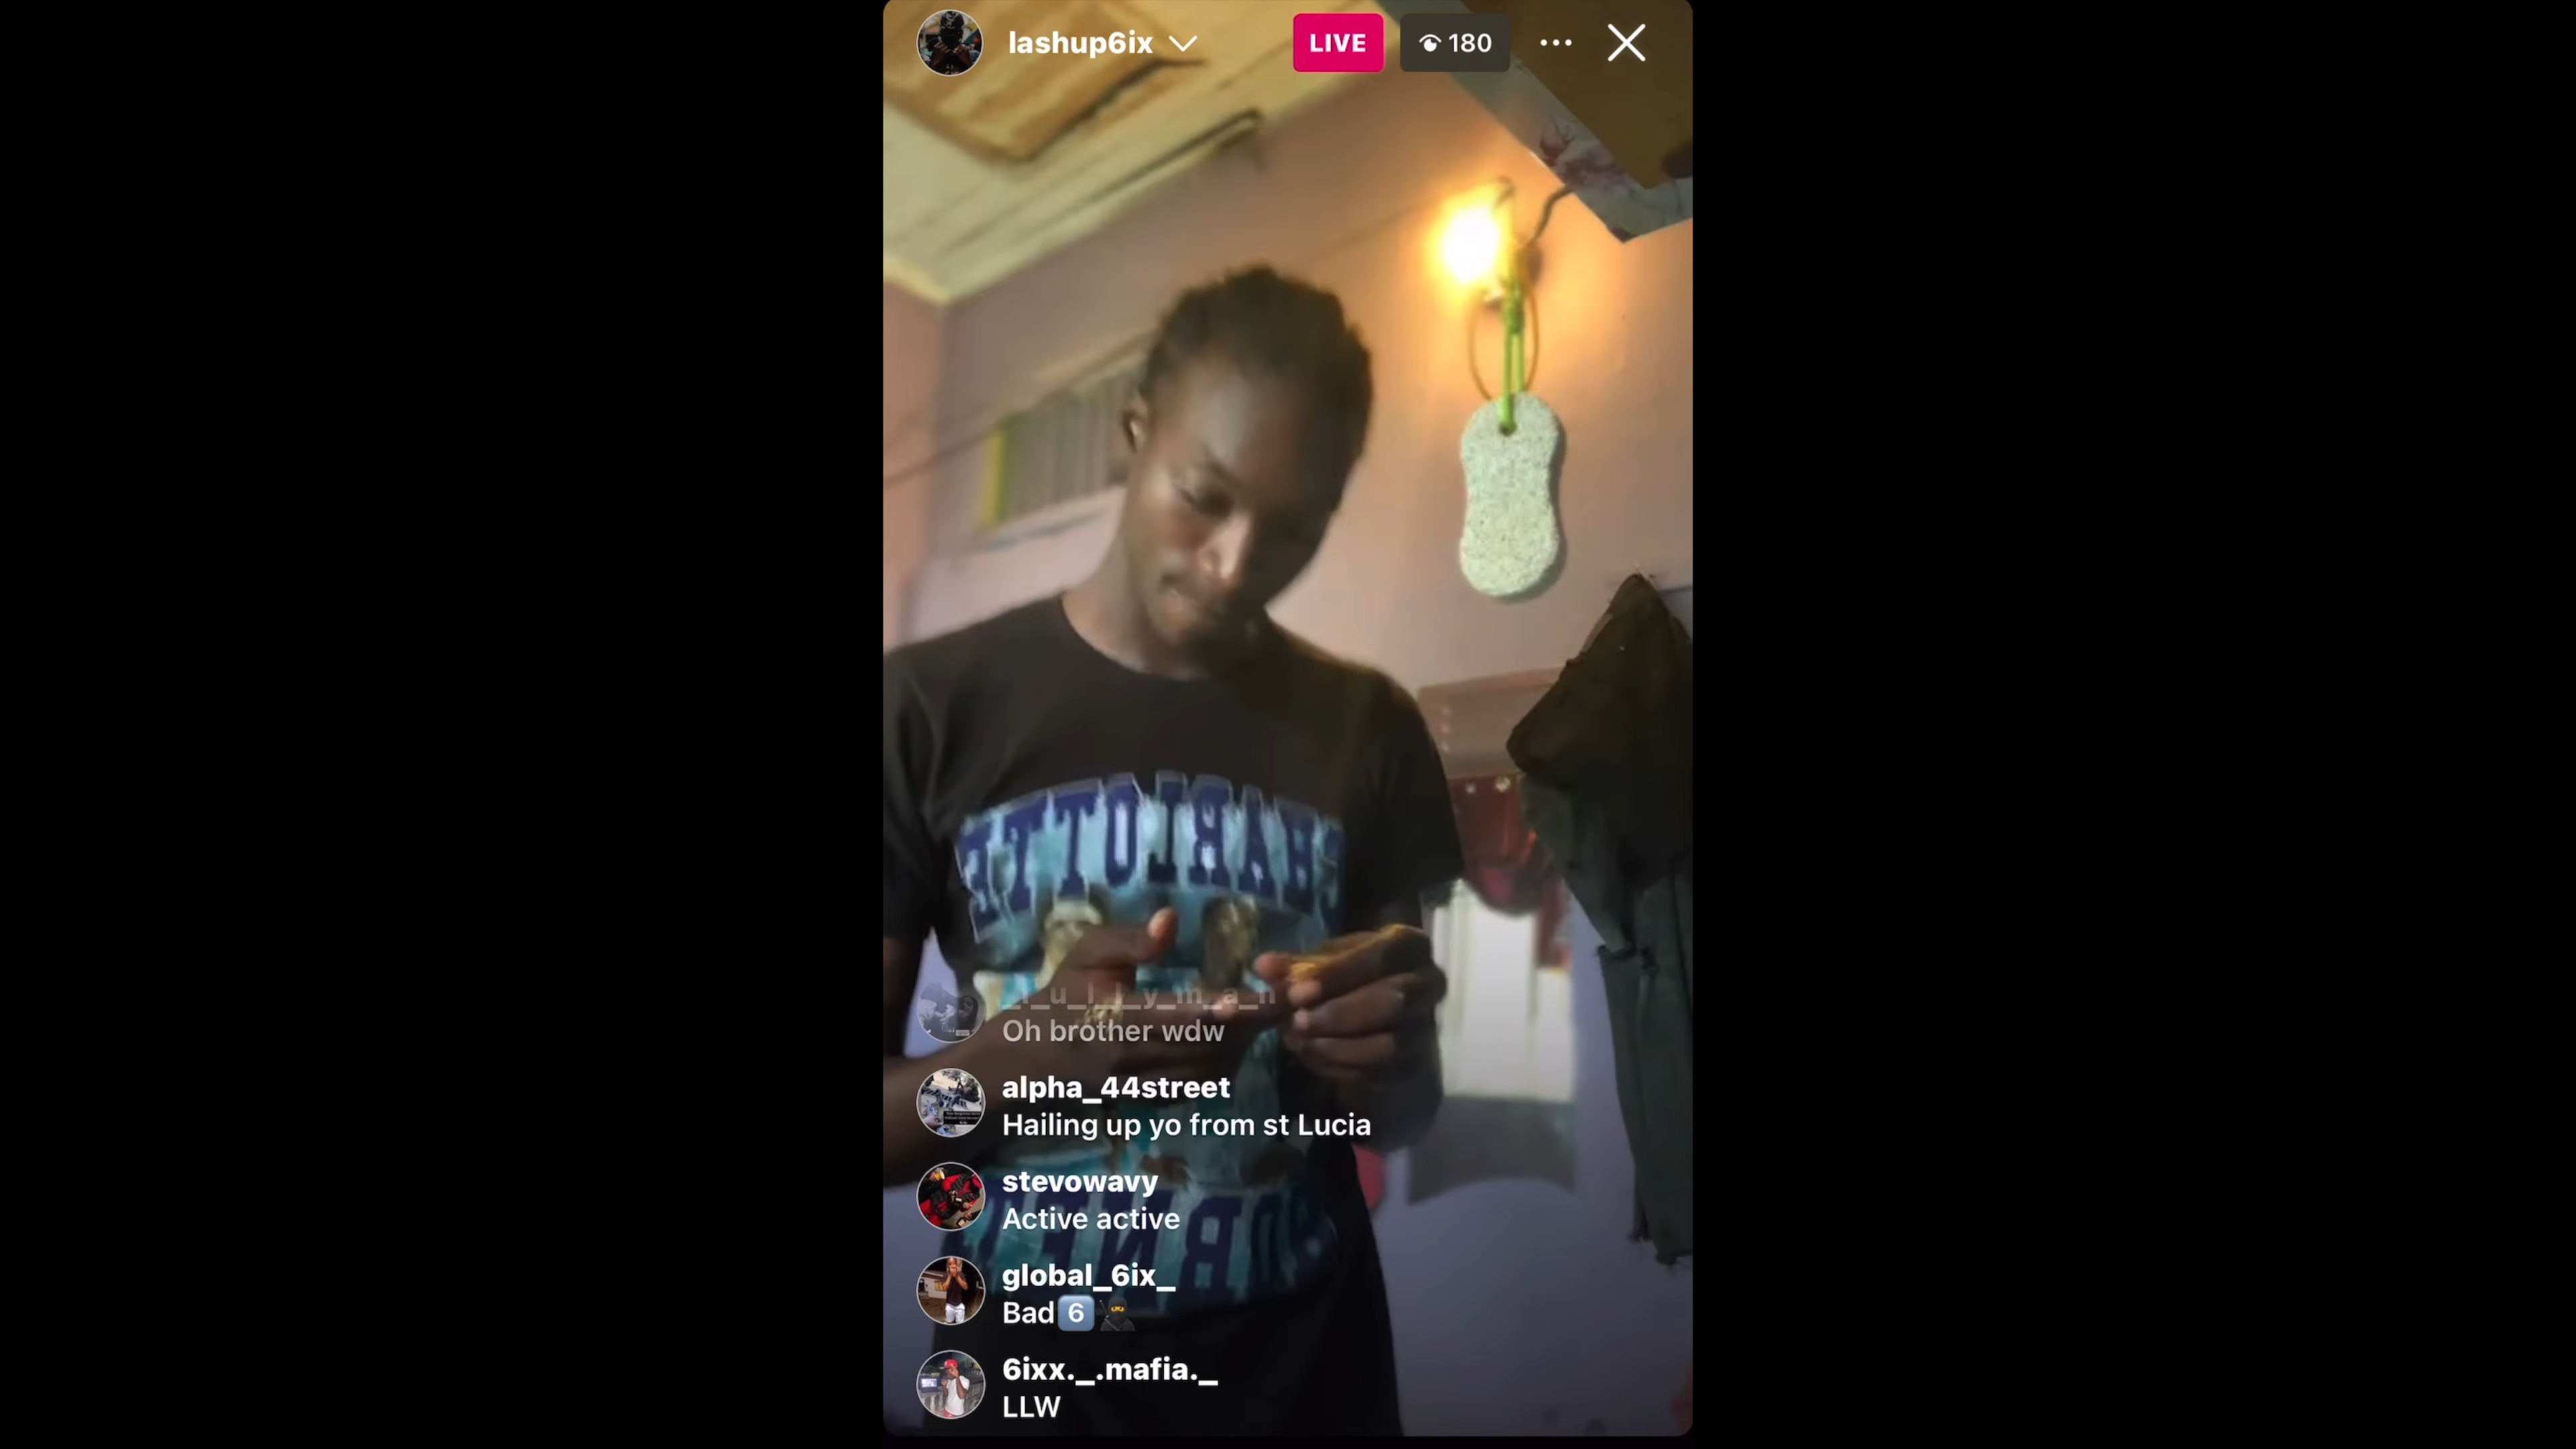 lashup6ix
LIVE
180
CHARLOTTE
Oh brother wdw
alpha_44street
Hailing up yo from st Lucia
stevowavy
Active active
global_6ix_
Bad 6️⃣🥷
6ixx._.mafia._
LLW